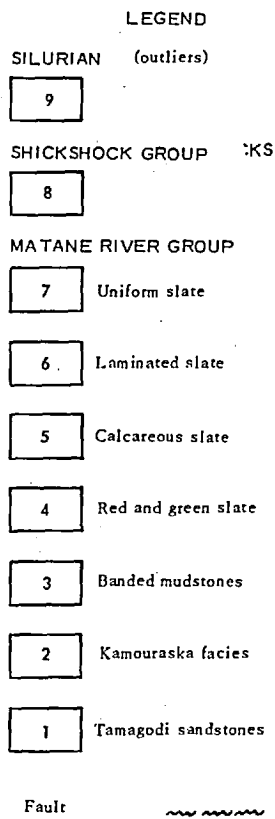 LEGEND
SILURIAN (outliers)
9
SHICKSHOCK GROUP :KS
8
MATANE RIVER GROUP
7 Uniform slate
6 Laminated slate
5 Calcareous slate
4 Red and green slate
3 Banded mudstones
2 Kamouraska facies
1 Tamagodi sandstones
Fault